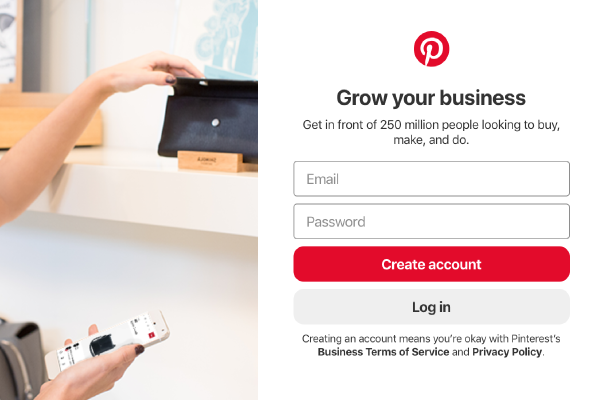 Grow your business
Get in front of 250 million people looking to buy,
make, and do.
Email
Password
Create account
Log in
Creating an account means you're okay with Pinterest's
Business Terms of Service and Privacy Policy.